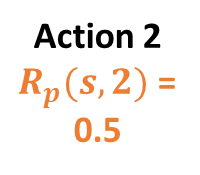 Action 2
Rₚ(s, 2) =
0.5